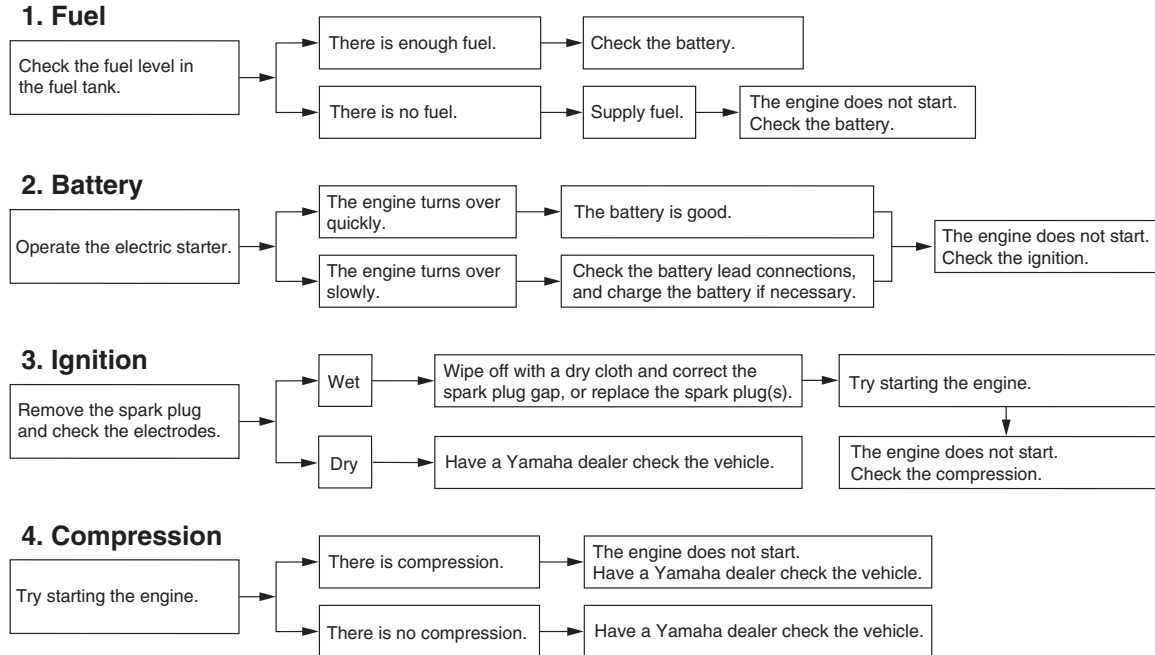 1. Fuel
Check the fuel level in
the fuel tank.
There is enough fuel.
Check the battery.
There is no fuel.
Supply fuel.
The engine does not start.
Check the battery.
2. Battery
Operate the electric starter.
The engine turns over
quickly.
The battery is good.
The engine turns over
slowly.
Check the battery lead connections,
and charge the battery if necessary.
The engine does not start.
Check the ignition.
3. Ignition
Remove the spark plug
and check the electrodes.
Wet
Wipe off with a dry cloth and correct the
spark plug gap, or replace the spark plug(s).
Try starting the engine.
Dry
Have a Yamaha dealer check the vehicle.
The engine does not start.
Check the compression.
4. Compression
Try starting the engine.
There is compression.
The engine does not start.
Have a Yamaha dealer check the vehicle.
There is no compression.
Have a Yamaha dealer check the vehicle.